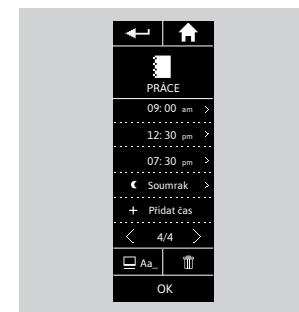 PRÁCE
09:00 am >
12:30 pm >
07:30 pm >
Soumrak >
+ Přidat čas
< 4/4 >
Aa_
OK